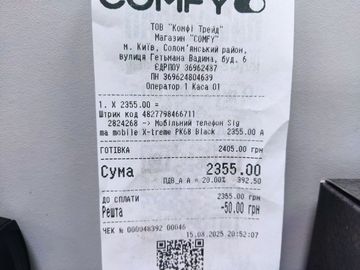 COMFY
ТОВ "Комфі Трейд"
Магазин "COMFY"
м. Київ, Солом'янський район,
вулиця Гетьмана Вадима, буд. 6
ЄДРПОУ 36962487
ПН 369624804639
Оператор 1 Каса 01
1. X 2355.00 =
Штрих код 4827798466711
2824268 -> Мобільний телефон Sig
ma mobile X-treme PK68 Black 2355.00 А
ГОТІВКА 2405.00 грн
Сума 2355.00
ПДВ_А А = 20.00% 392.50
ДО СПЛАТИ 2355.00 грн
Решта -50.00 грн
ЧЕК № 000048392 00046
15.08.2025 20:52:07